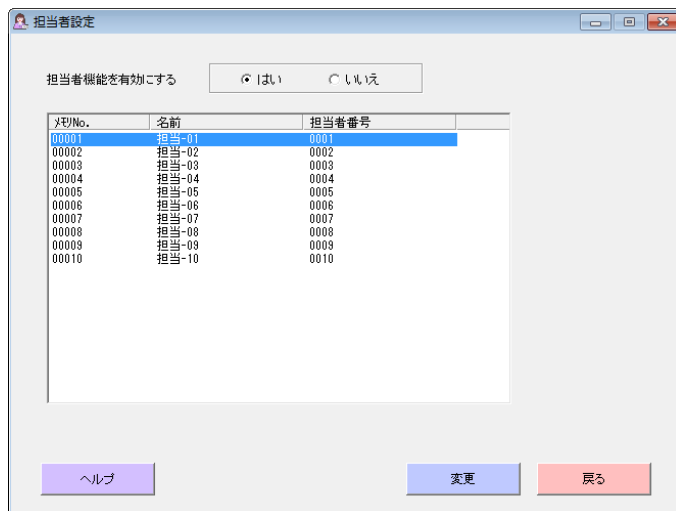 担当者設定
担当者機能を有効にする はい いいえ
ﾒﾓﾘNo. 名前 担当者番号
00001 担当-01 0001
00002 担当-02 0002
00003 担当-03 0003
00004 担当-04 0004
00005 担当-05 0005
00006 担当-06 0006
00007 担当-07 0007
00008 担当-08 0008
00009 担当-09 0009
00010 担当-10 0010
ヘルプ 変更 戻る